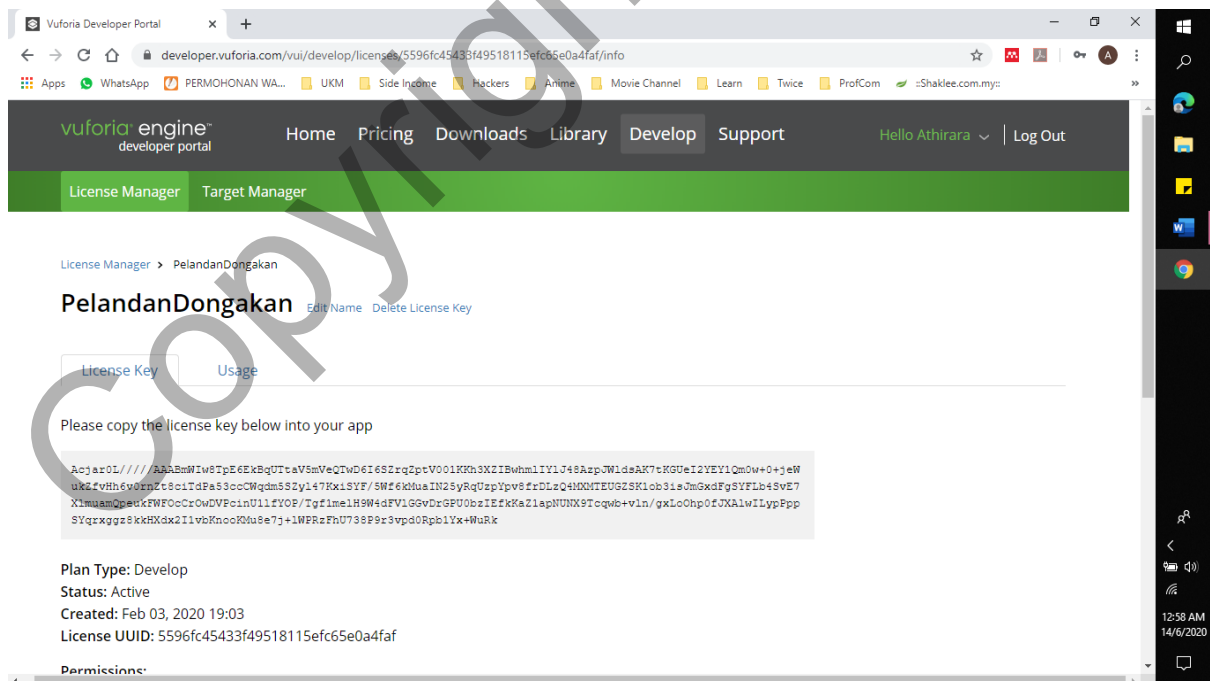 Vuforia Developer Portal
developer.vuforia.com/vui/develop/licenses/5596fc45433f49518115efc65e0a4faf/info
A
Apps WhatsApp PERMOHONAN WA... UKM Side Income Hackers Anime Movie Channel Learn Twice ProfCom ::Shaklee.com.my:: »
vuforia engine™
developer portal
Home Pricing Downloads Library Develop Support Hello Athirara Log Out
License Manager Target Manager
License Manager > PelandanDongakan
PelandanDongakan Edit Name Delete License Key
License Key Usage
Please copy the license key below into your app
Plan Type: Develop
Status: Active
Created: Feb 03, 2020 19:03
License UUID: 5596fc45433f49518115efc65e0a4faf
Permissions:
12:58 AM
14/6/2020
Copyrigh